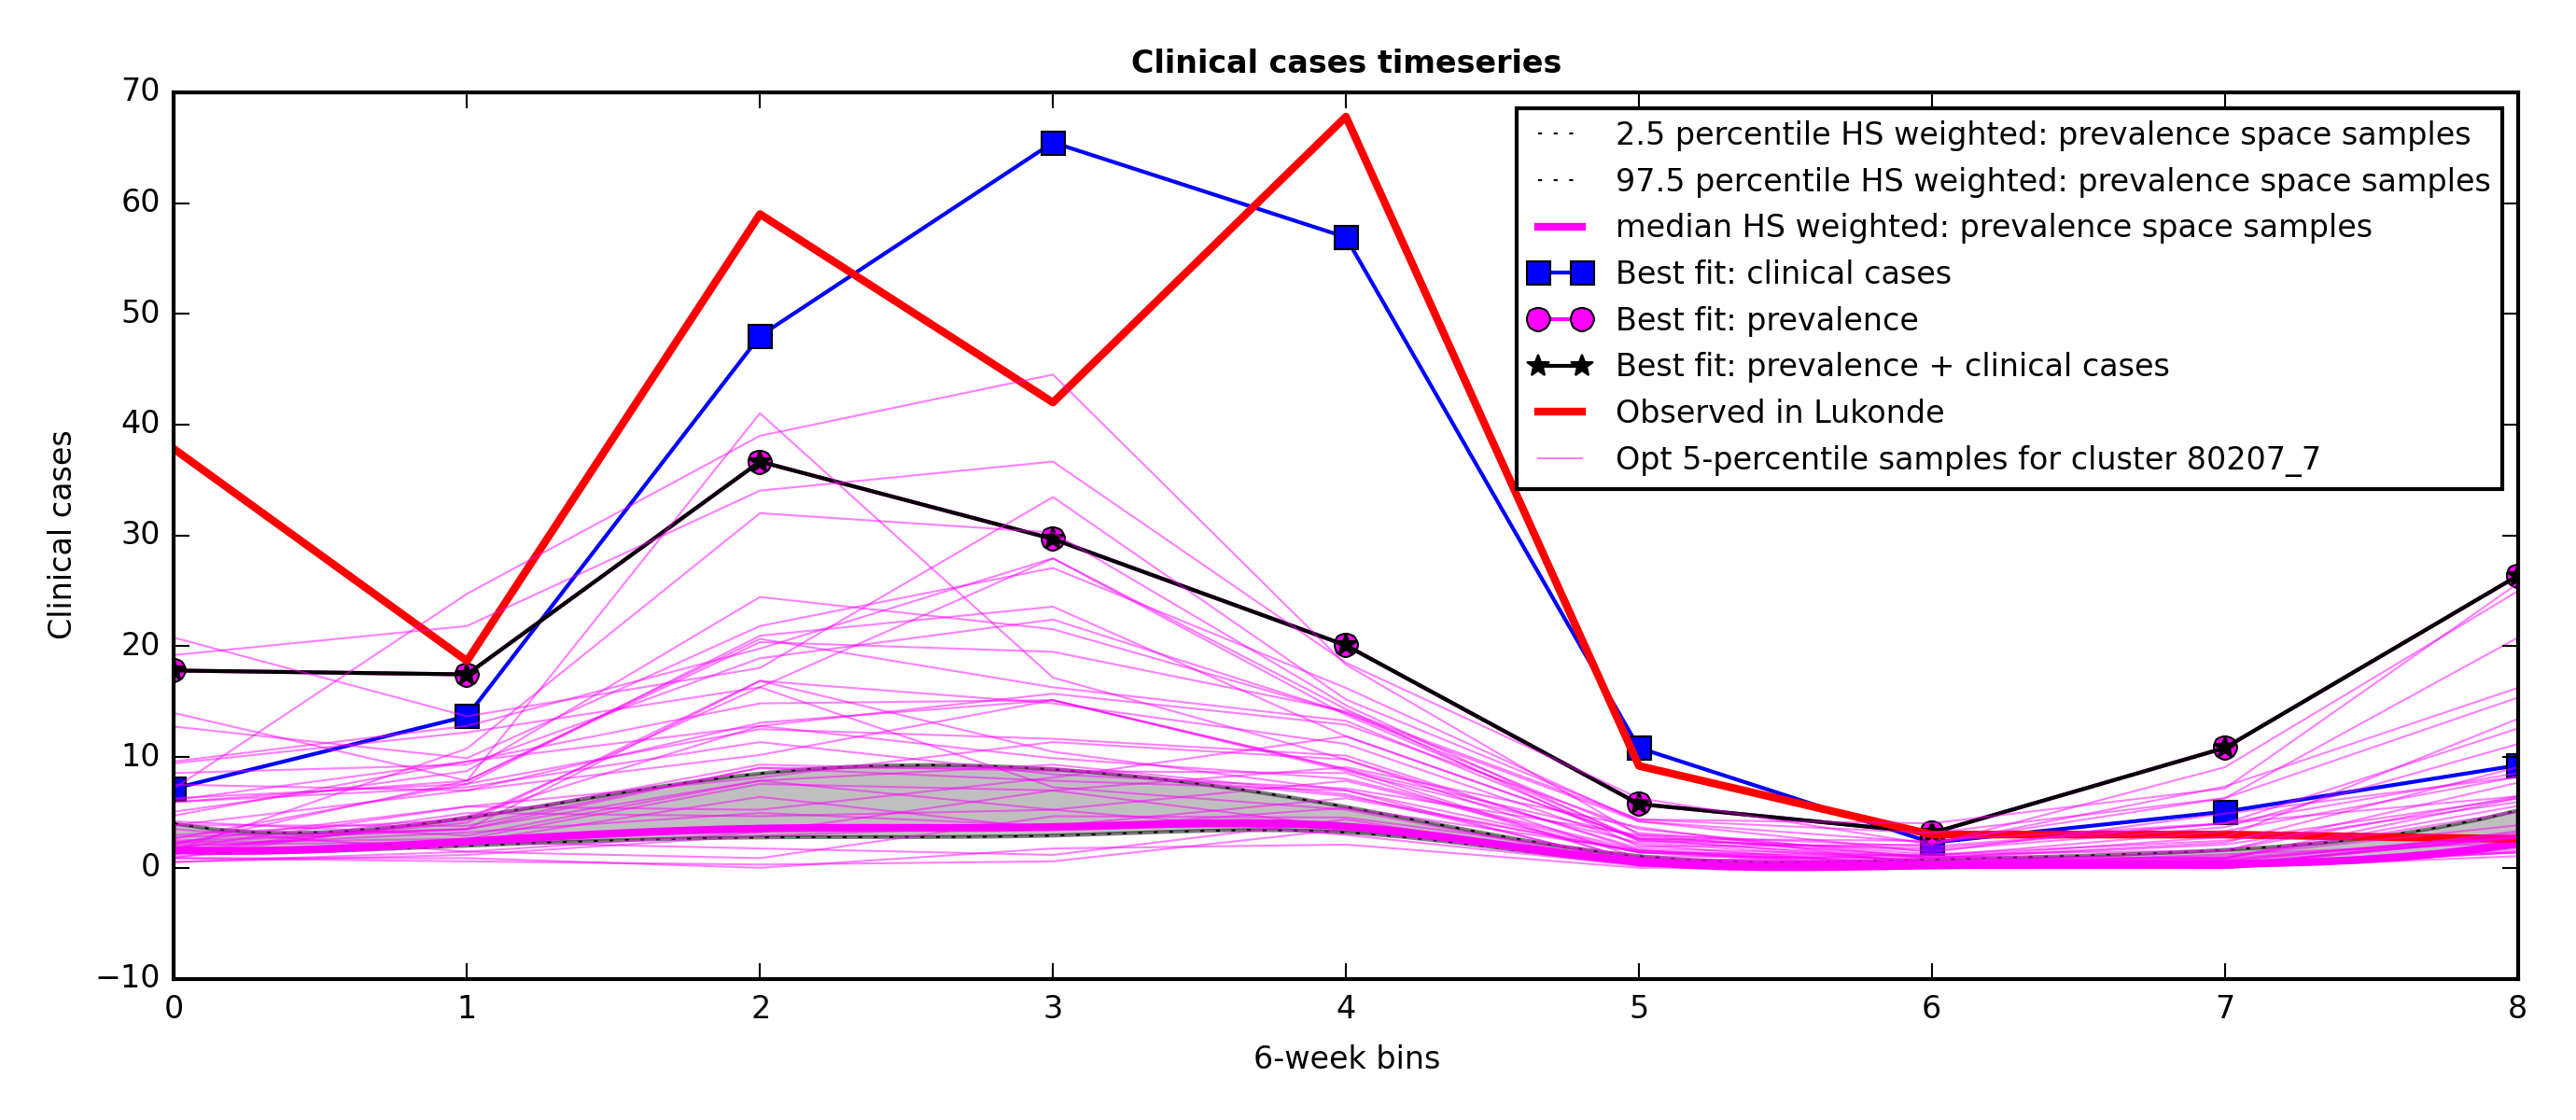 Clinical cases timeseries
70
60
50
40
30
20
10
0
−10
Clinical cases
2.5 percentile HS weighted: prevalence space samples
97.5 percentile HS weighted: prevalence space samples
median HS weighted: prevalence space samples
Best fit: clinical cases
Best fit: prevalence
Best fit: prevalence + clinical cases
Observed in Lukonde
Opt 5-percentile samples for cluster 80207_7
0 1 2 3 4 5 6 7 8
6-week bins